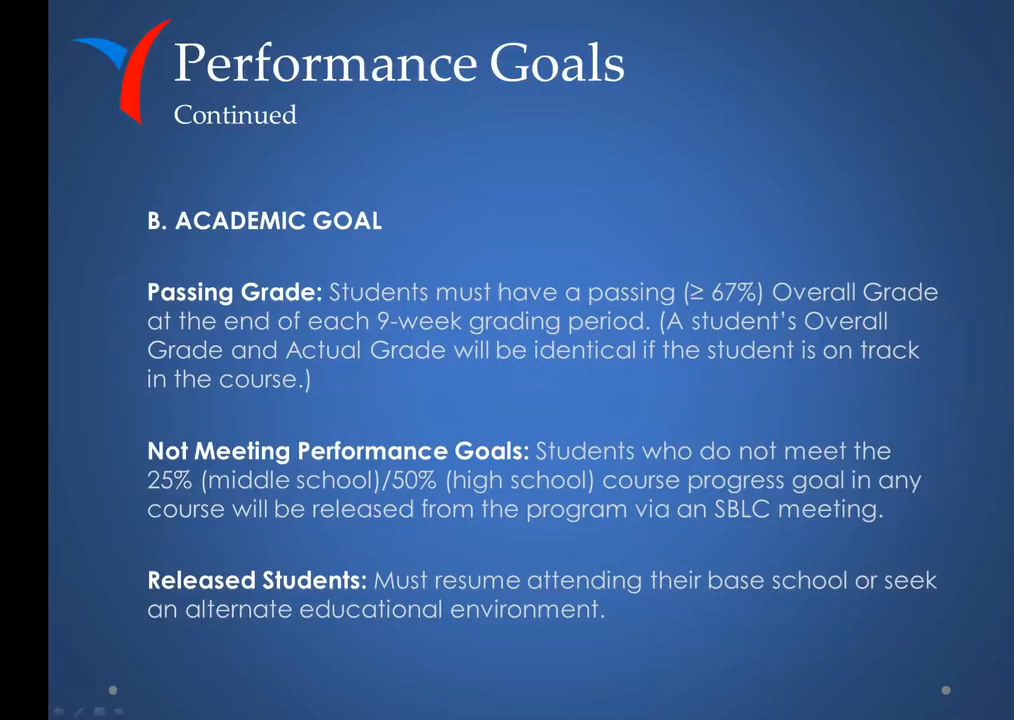 Performance Goals
Continued
B. ACADEMIC GOAL
Passing Grade: Students must have a passing (≥ 67%) Overall Grade
at the end of each 9-week grading period. (A student’s Overall
Grade and Actual Grade will be identical if the student is on track
in the course.)
Not Meeting Performance Goals: Students who do not meet the
25% (middle school)/50% (high school) course progress goal in any
course will be released from the program via an SBLC meeting.
Released Students: Must resume attending their base school or seek
an alternate educational environment.